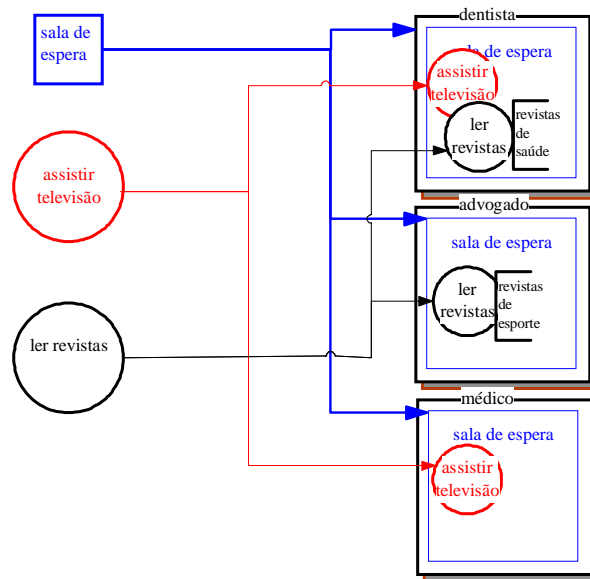 sala de
espera
assistir
televisão
ler revistas
dentista
la de espera
assistir
televisão
ler
revistas
revistas
de
saúde
advogado
sala de espera
ler
revistas
revistas
de
esporte
médico
sala de espera
assistir
televisão